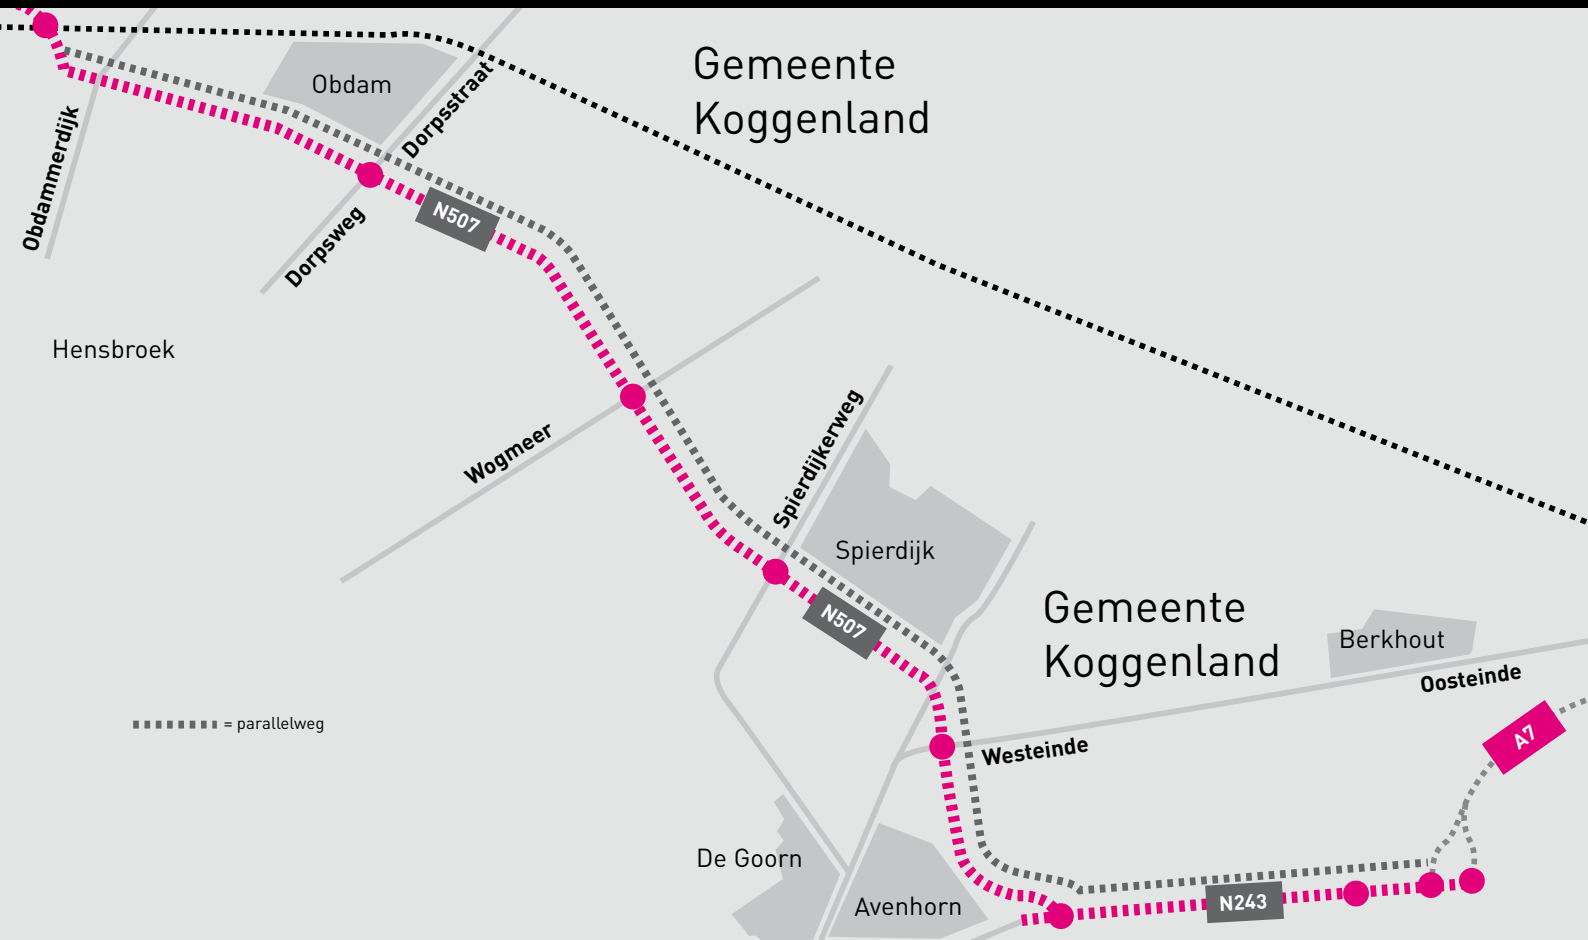 Gemeente
Koggenland
Obdam
Dorpsstraat
Obdammerdijk
N507
Dorpsweg
Hensbroek
Wogmeer
Spierdijkerweg
Spierdijk
N507
Gemeente
Koggenland
Berkhout
Oosteinde
= parallelweg
A7
Westeinde
De Goorn
Avenhorn
N243